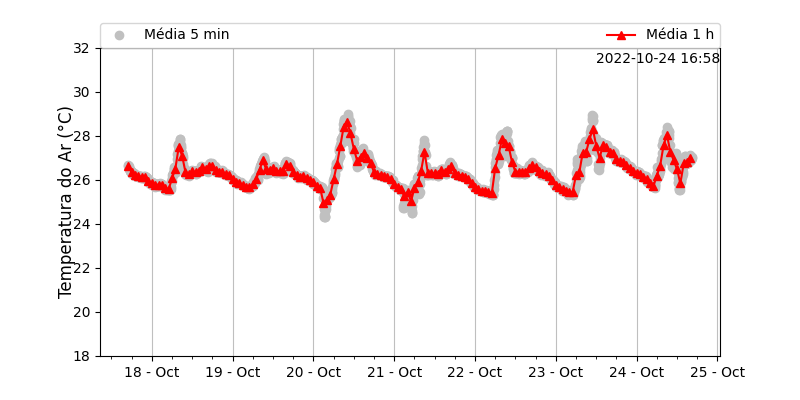 Média 5 min
Média 1 h
2022-10-24 16:58
Temperatura do Ar (°C)
32
30
28
26
24
22
20
18
18 - Oct
19 - Oct
20 - Oct
21 - Oct
22 - Oct
23 - Oct
24 - Oct
25 - Oct